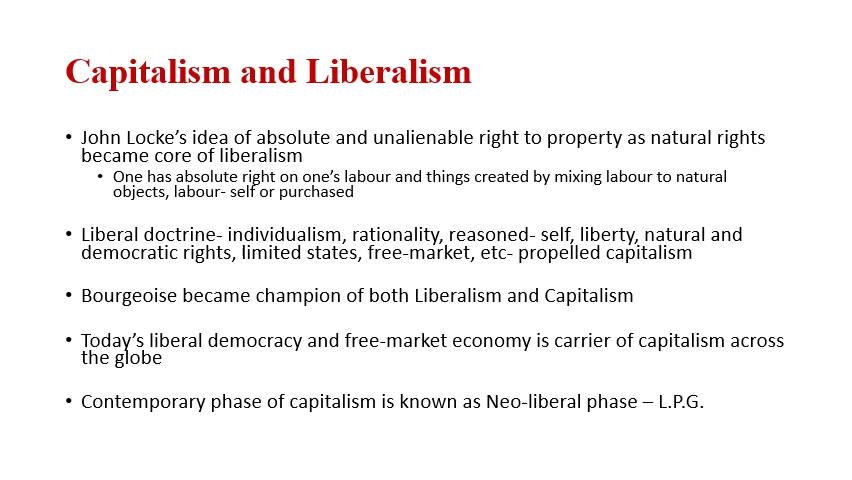 Capitalism and Liberalism
• John Locke’s idea of absolute and unalienable right to property as natural rights
became core of liberalism
• One has absolute right on one’s labour and things created by mixing labour to natural
objects, labour- self or purchased
• Liberal doctrine- individualism, rationality, reasoned- self, liberty, natural and
democratic rights, limited states, free-market, etc- propelled capitalism
• Bourgeoise became champion of both Liberalism and Capitalism
• Today’s liberal democracy and free-market economy is carrier of capitalism across
the globe
• Contemporary phase of capitalism is known as Neo-liberal phase – L.P.G.